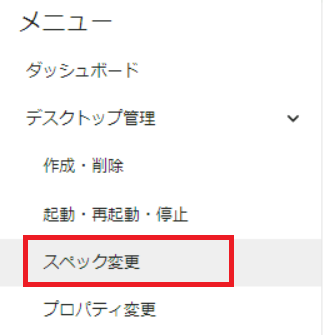 メニュー
ダッシュボード
デスクトップ管理
作成・削除
起動・再起動・停止
スペック変更
プロパティ変更